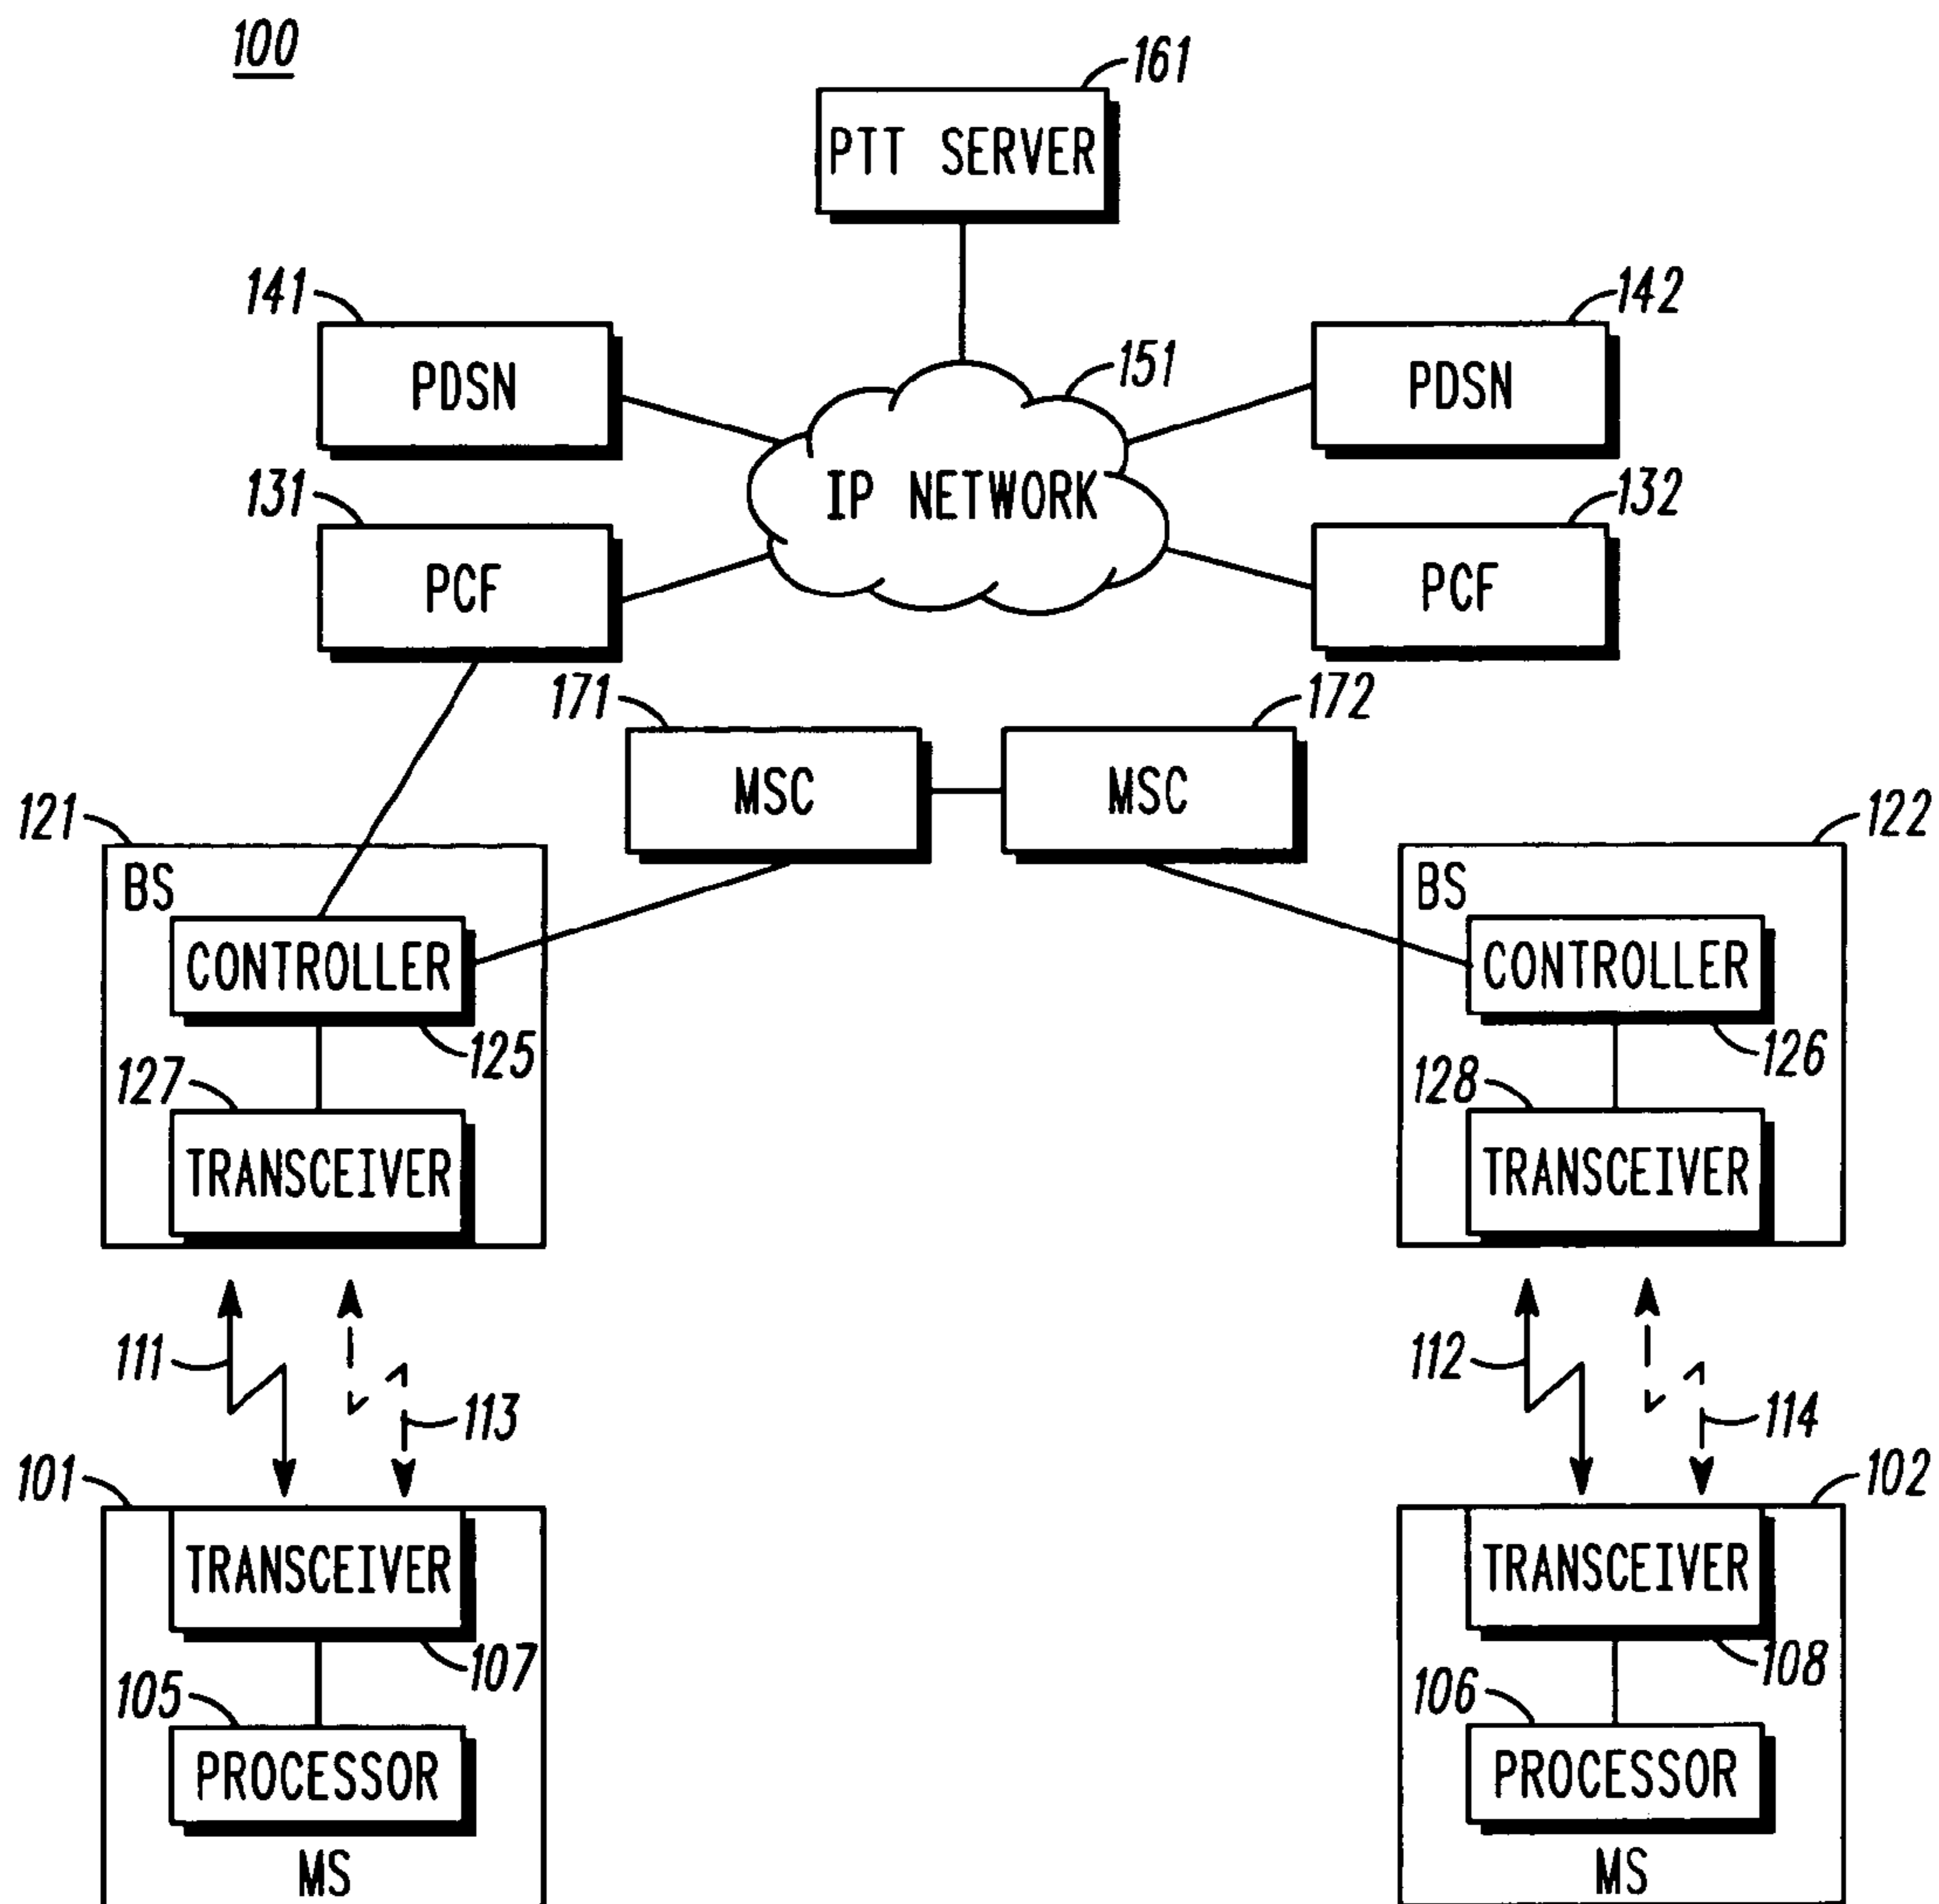 100
161
PTT SERVER
141
142
PDSN
151
PDSN
IP NETWORK
131
132
PCF
PCF
171
172
MSC
MSC
121
122
BS
BS
CONTROLLER
CONTROLLER
125
126
127
128
TRANSCEIVER
TRANSCEIVER
111
112
113
114
101
102
TRANSCEIVER
TRANSCEIVER
107
108
105
106
PROCESSOR
PROCESSOR
MS
MS